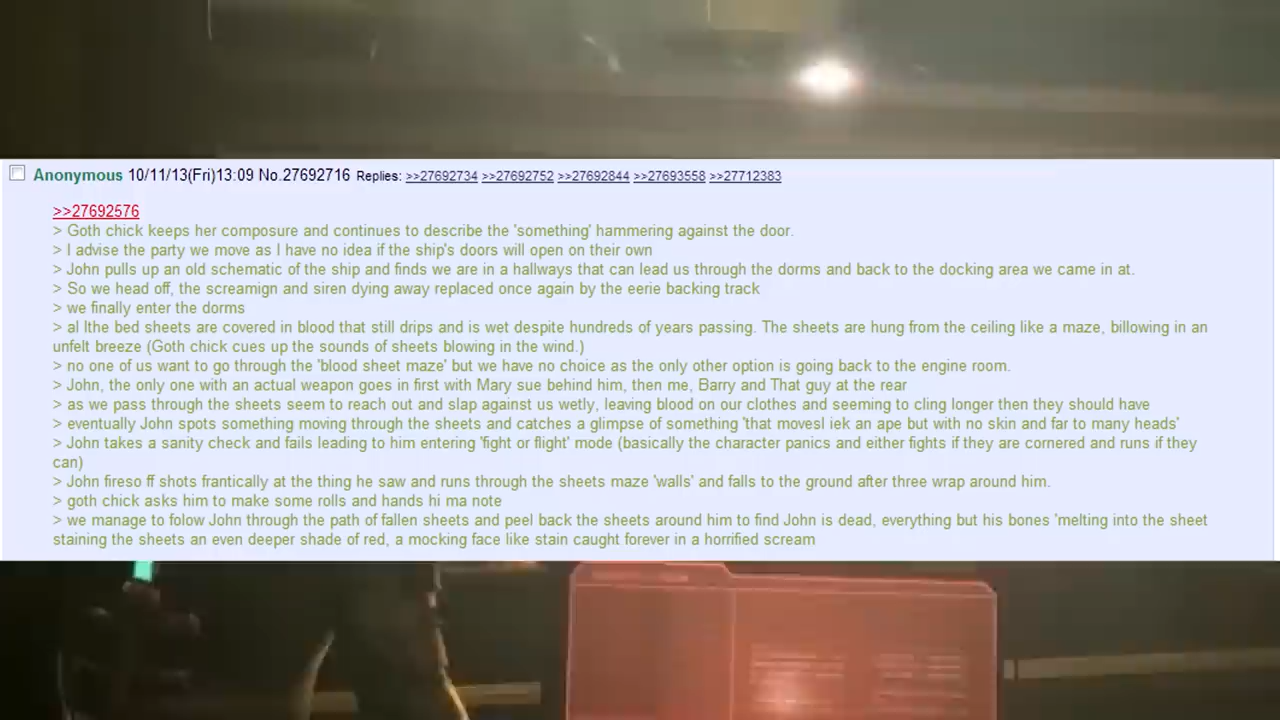 Anonymous 10/11/13(Fri)13:09 No.27692716 Replies: >>27692734 >>27692752 >>27692844 >>27693558 >>27712383
>>27692576
> Goth chick keeps her composure and continues to describe the 'something' hammering against the door.
> I advise the party we move as I have no idea if the ship's doors will open on their own
> John pulls up an old schematic of the ship and finds we are in a hallways that can lead us through the dorms and back to the docking area we came in at.
> So we head off, the screamign and siren dying away replaced once again by the eerie backing track
> we finally enter the dorms
> al lthe bed sheets are covered in blood that still drips and is wet despite hundreds of years passing. The sheets are hung from the ceiling like a maze, billowing in an
unfelt breeze (Goth chick cues up the sounds of sheets blowing in the wind.)
> no one of us want to go through the 'blood sheet maze' but we have no choice as the only other option is going back to the engine room.
> John, the only one with an actual weapon goes in first with Mary sue behind him, then me, Barry and That guy at the rear
> as we pass through the sheets seem to reach out and slap against us wetly, leaving blood on our clothes and seeming to cling longer then they should have
> eventually John spots something moving through the sheets and catches a glimpse of something 'that movesl iek an ape but with no skin and far to many heads'
> John takes a sanity check and fails leading to him entering 'fight or flight' mode (basically the character panics and either fights if they are cornered and runs if they
can)
> John fireso ff shots frantically at the thing he saw and runs through the sheets maze 'walls' and falls to the ground after three wrap around him.
> goth chick asks him to make some rolls and hands hi ma note
> we manage to folow John through the path of fallen sheets and peel back the sheets around him to find John is dead, everything but his bones 'melting into the sheet
staining the sheets an even deeper shade of red, a mocking face like stain caught forever in a horrified scream